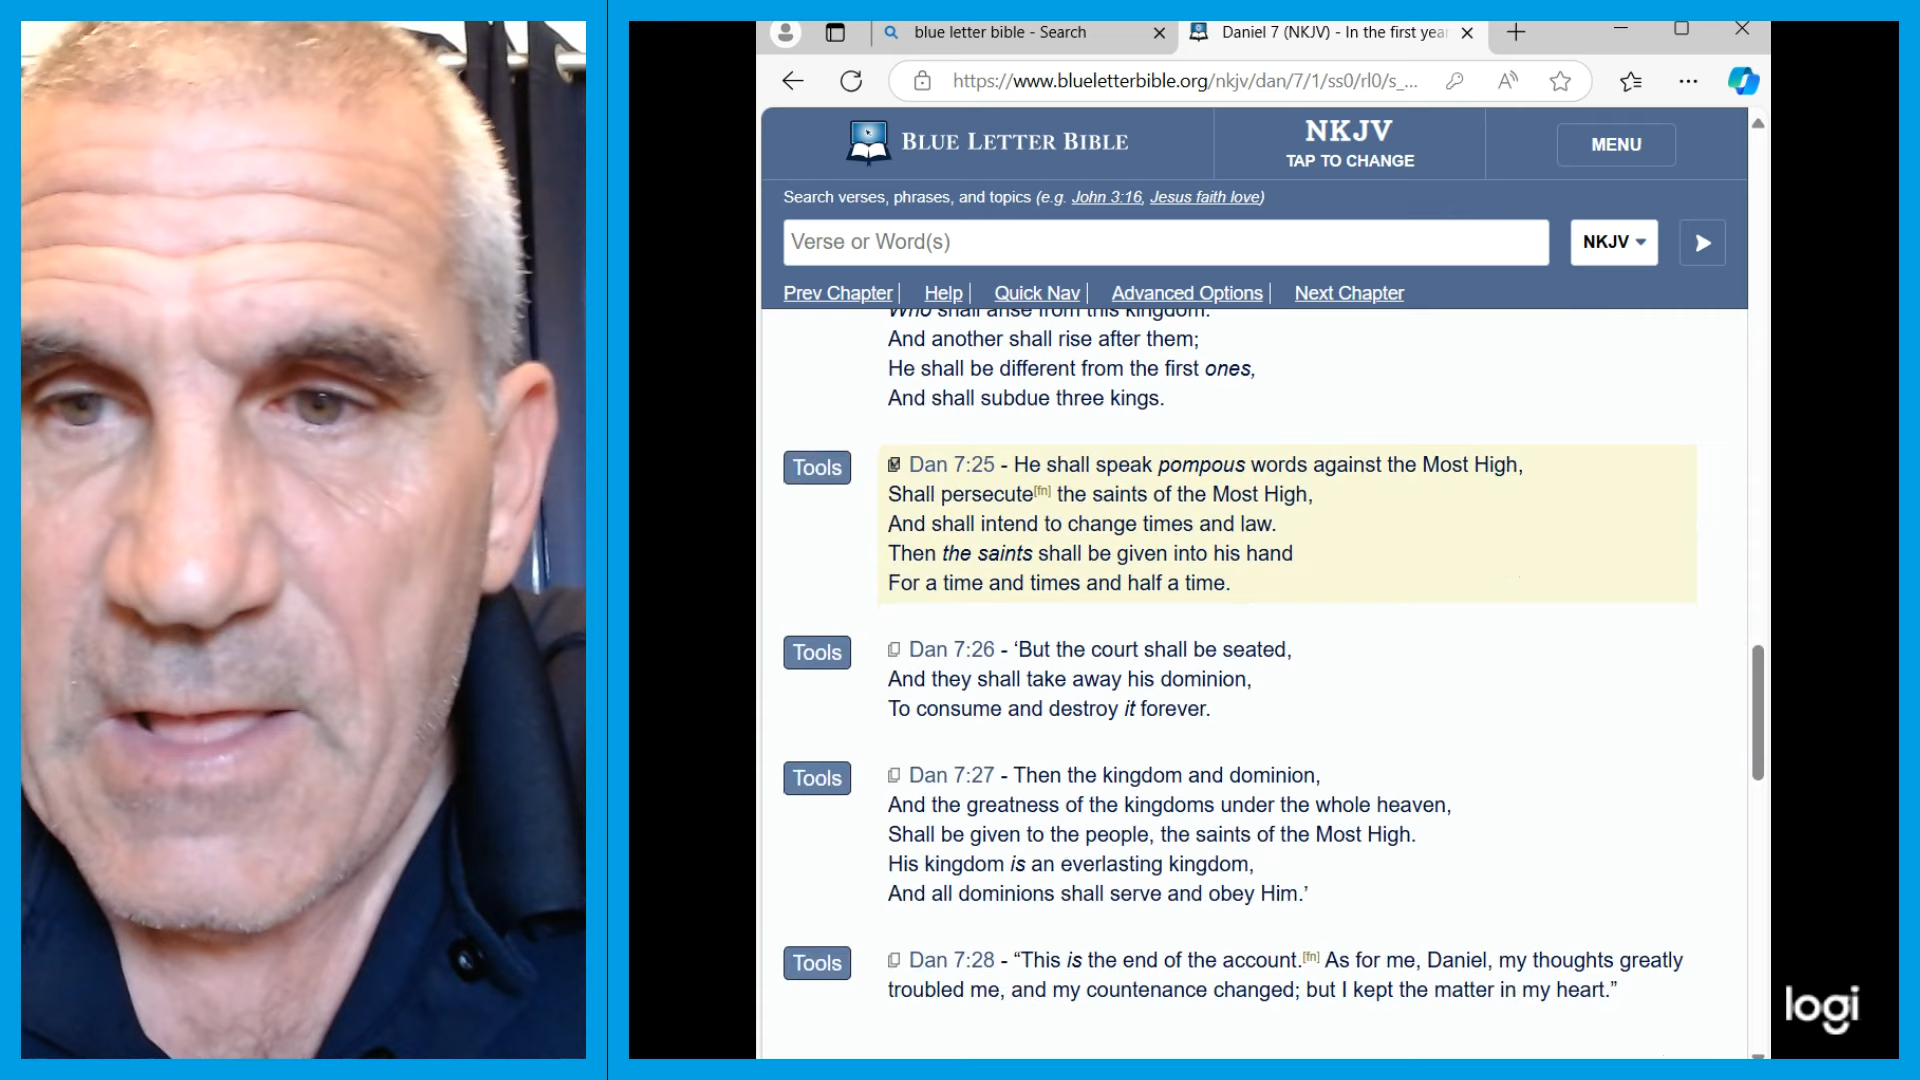 blue letter bible - Search
Daniel 7 (NKJV) - In the first year
https://www.blueletterbible.org/nkjv/dan/7/1/ss0/rl0/s_...
BLUE LETTER BIBLE
NKJV
TAP TO CHANGE
MENU
Search verses, phrases, and topics (e.g. John 3:16, Jesus faith love)
Verse or Word(s)
NKJV
Prev Chapter | Help | Quick Nav | Advanced Options | Next Chapter
Who shall arise from this kingdom.
And another shall rise after them;
He shall be different from the first ones,
And shall subdue three kings.
Tools
Dan 7:25 - He shall speak pompous words against the Most High,
Shall persecute[fn] the saints of the Most High,
And shall intend to change times and law.
Then the saints shall be given into his hand
For a time and times and half a time.
Tools
Dan 7:26 - ‘But the court shall be seated,
And they shall take away his dominion,
To consume and destroy it forever.
Tools
Dan 7:27 - Then the kingdom and dominion,
And the greatness of the kingdoms under the whole heaven,
Shall be given to the people, the saints of the Most High.
His kingdom is an everlasting kingdom,
And all dominions shall serve and obey Him.’
Tools
Dan 7:28 - “This is the end of the account.[fn] As for me, Daniel, my thoughts greatly
troubled me, and my countenance changed; but I kept the matter in my heart.”
logi